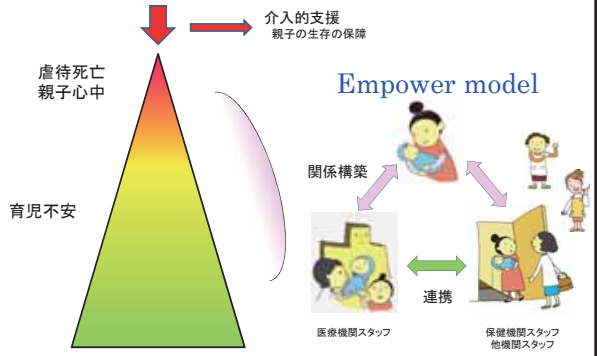 介入的支援
親子の生存の保障
虐待死亡
親子心中
Empower model
関係構築
育児不安
連携
医療機関スタッフ
保健機関スタッフ
他機関スタッフ